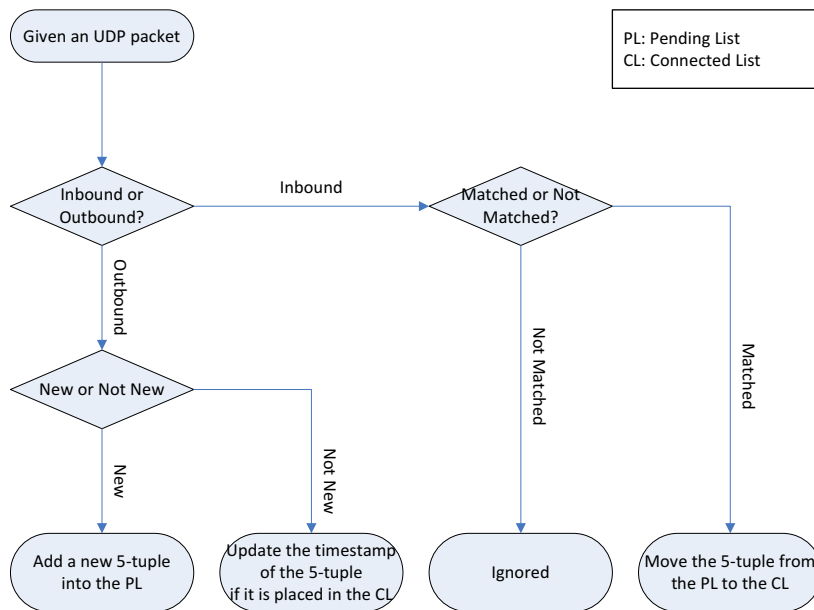 Given an UDP packet
PL: Pending List
CL: Connected List
Inbound or
Outbound?
Inbound
Matched or Not
Matched?
Outbound
Not Matched
Matched
New or Not New
New
Not New
Add a new 5-tuple
into the PL
Update the timestamp
of the 5-tuple
if it is placed in the CL
Ignored
Move the 5-tuple from
the PL to the CL